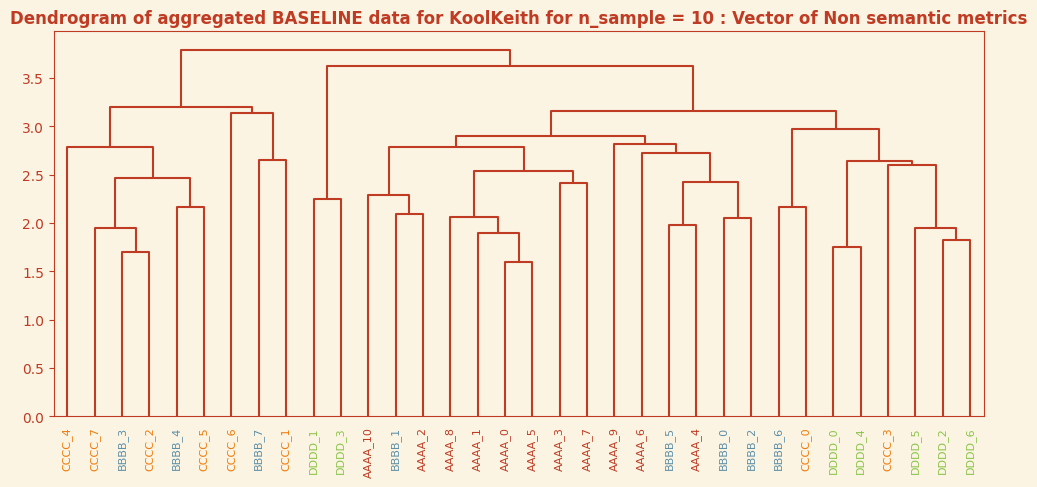 Dendrogram of aggregated BASELINE data for KoolKeith for n_sample = 10 : Vector of Non semantic metrics
3.5
3.0
2.5
2.0
1.5
1.0
0.5
0.0
CCCC_4
CCCC_7
BBBB_3
CCCC_2
BBBB_4
CCCC_5
CCCC_6
BBBB_7
CCCC_1
DDDD_1
DDDD_3
AAAA_10
BBBB_1
AAAA_2
AAAA_8
AAAA_1
AAAA_0
AAAA_5
AAAA_3
AAAA_7
AAAA_9
AAAA_6
BBBB_5
AAAA_4
BBBB_0
BBBB_2
BBBB_6
CCCC_0
DDDD_0
DDDD_4
CCCC_3
DDDD_5
DDDD_2
DDDD_6